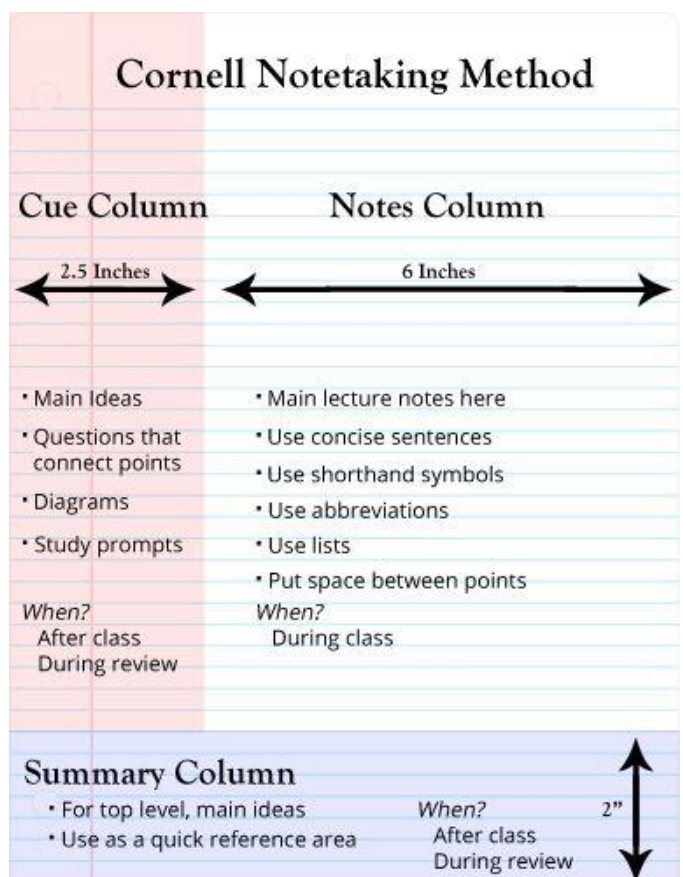 Cornell Notetaking Method
Cue Column
2.5 Inches
• Main Ideas
• Questions that
connect points
• Diagrams
• Study prompts
When?
After class
During review
Notes Column
6 Inches
• Main lecture notes here
• Use concise sentences
• Use shorthand symbols
• Use abbreviations
• Use lists
• Put space between points
When?
During class
Summary Column
• For top level, main ideas
• Use as a quick reference area
When?
After class
During review
2”